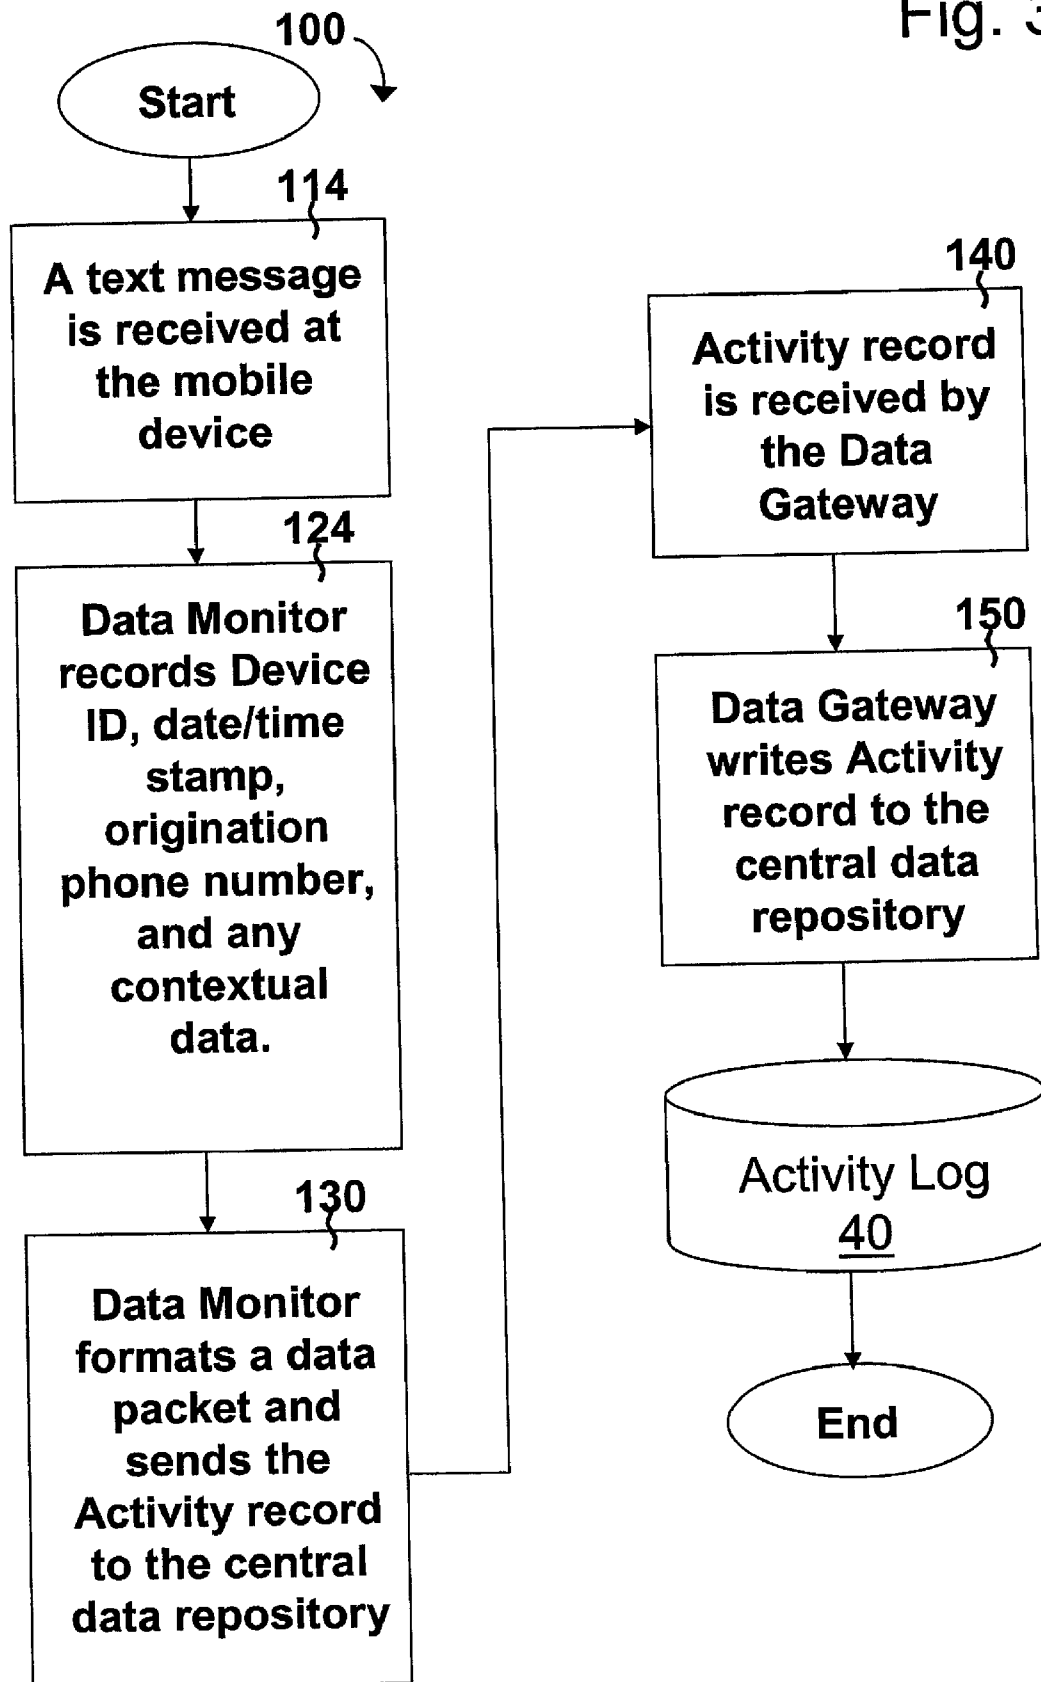 Fig. 3
100
Start
114
A text message
is received at
the mobile
device
124
Data Monitor
records Device
ID, date/time
stamp,
origination
phone number,
and any
contextual
data.
130
Data Monitor
formats a data
packet and
sends the
Activity record
to the central
data repository
140
Activity record
is received by
the Data
Gateway
150
Data Gateway
writes Activity
record to the
central data
repository
Activity Log
40
End